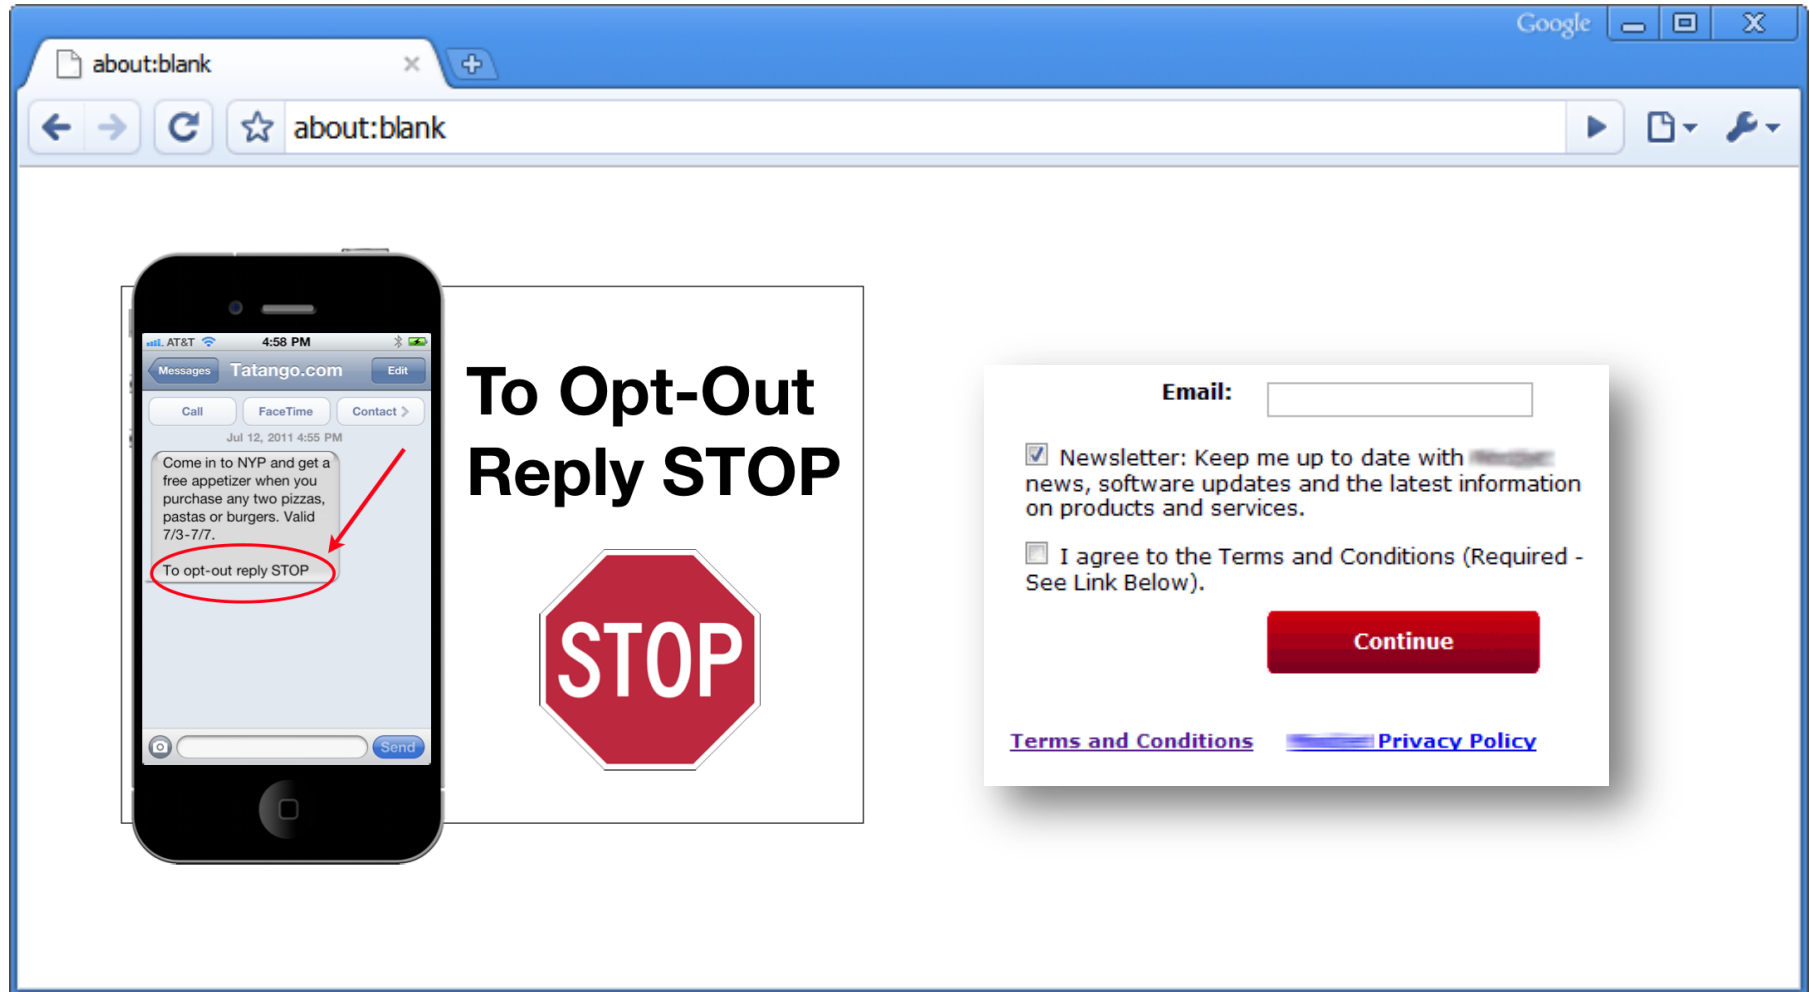 Google
about:blank
about:blank
AT&T
4:58 PM
Messages
Tatango.com
Edit
Call
FaceTime
Contact
Jul 12, 2011 4:55 PM
Come in to NYP and get a
free appetizer when you
purchase any two pizzas,
pastas or burgers. Valid
7/3-7/7.
To opt-out reply STOP
Send
To Opt-Out
Reply STOP
STOP
Email:
Newsletter: Keep me up to date with
news, software updates and the latest information
on products and services.
I agree to the Terms and Conditions (Required -
See Link Below).
Continue
Terms and Conditions
Privacy Policy